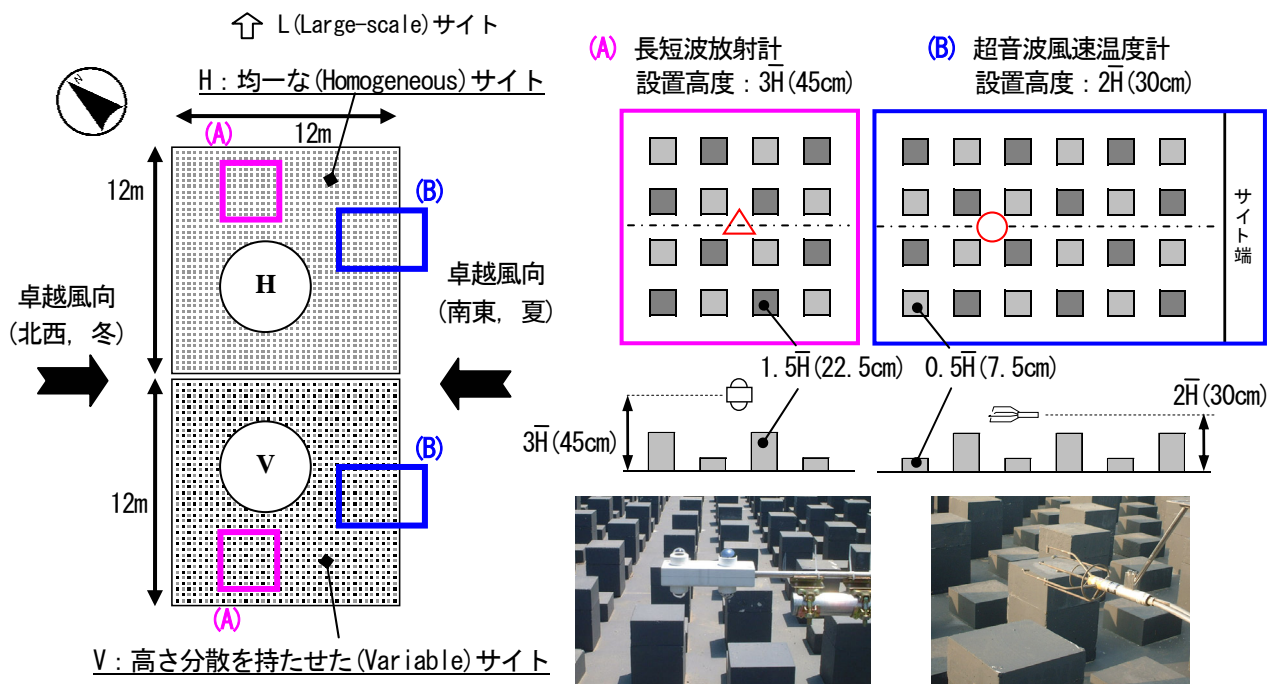 L(Large-scale)サイト
H：均一な(Homogeneous)サイト
N
(A)
12m
12m
(B)
H
卓越風向
(北西，冬)
卓越風向
(南東，夏)
V
(B)
12m
(A)
V：高さ分散を持たせた(Variable)サイト
(A) 長短波放射計
設置高度：3H̅(45cm)
(B) 超音波風速温度計
設置高度：2H̅(30cm)
サイト端
1.5H̅(22.5cm)
0.5H̅(7.5cm)
3H̅(45cm)
2H̅(30cm)